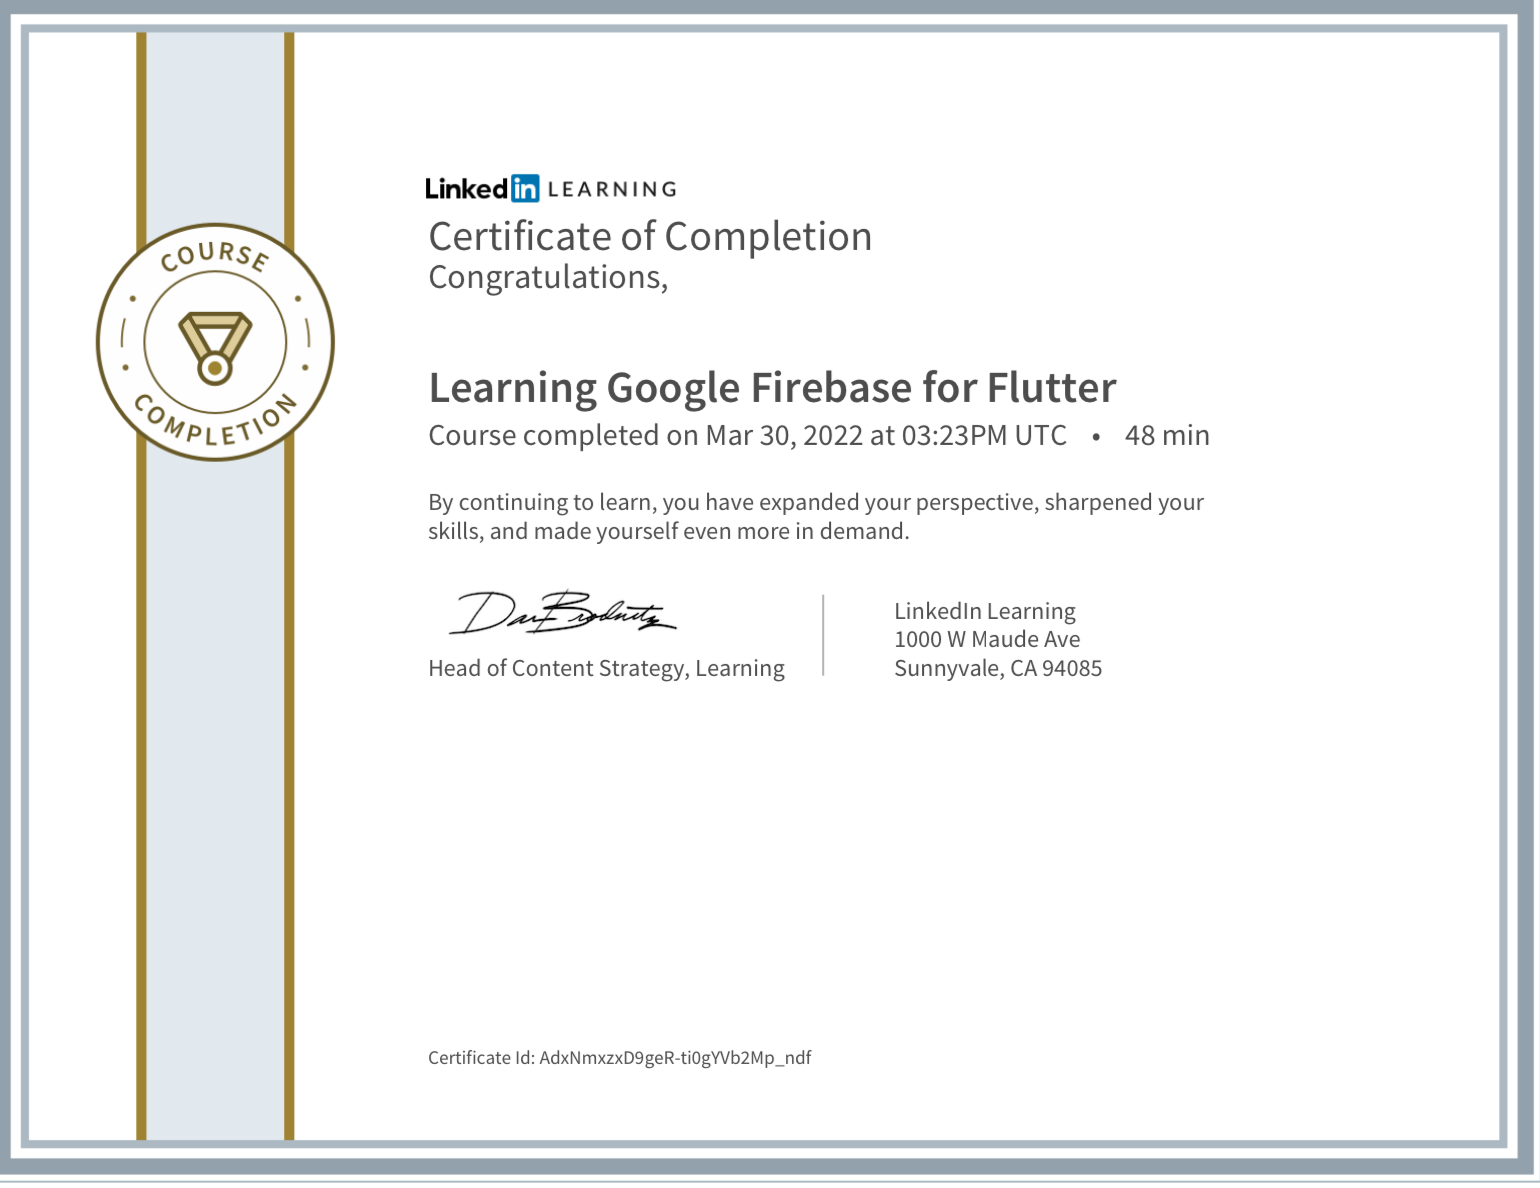 COURSE
COMPLETION
Linkedin LEARNING
Certificate of Completion
Congratulations,
Learning Google Firebase for Flutter
Course completed on Mar 30, 2022 at 03:23PM UTC • 48 min
By continuing to learn, you have expanded your perspective, sharpened your
skills, and made yourself even more in demand.
Head of Content Strategy, Learning
LinkedIn Learning
1000 W Maude Ave
Sunnyvale, CA 94085
Certificate Id: AdxNmxzxD9geR-ti0gYVb2Mp_ndf